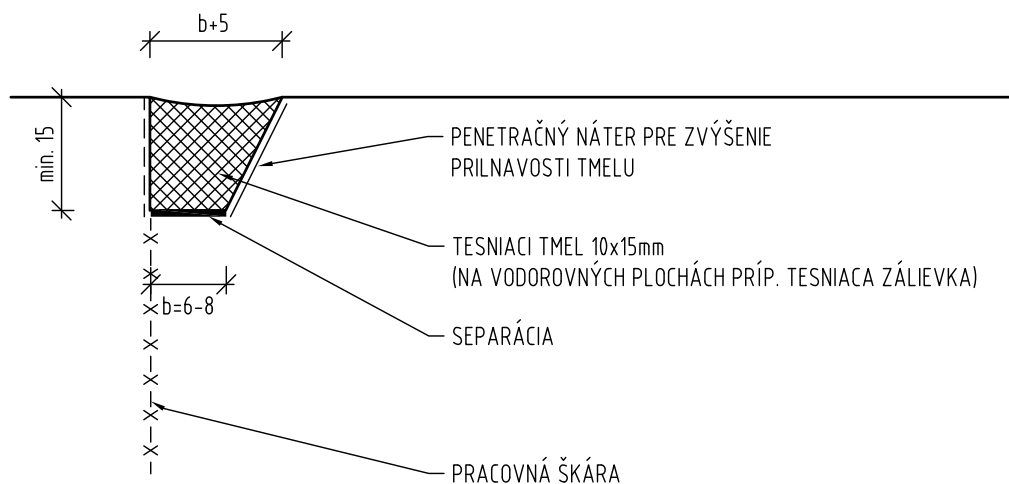 b+5
min. 15
PENETRAČNÝ NÁTER PRE ZVÝŠENIE
PRILNAVOSTI TMELU
TESNIACI TMEL 10x15mm
(NA VODOROVNÝCH PLOCHÁCH PRÍP. TESNIACA ZÁLIEVKA)
b=6-8
SEPARÁCIA
PRACOVNÁ ŠKÁRA